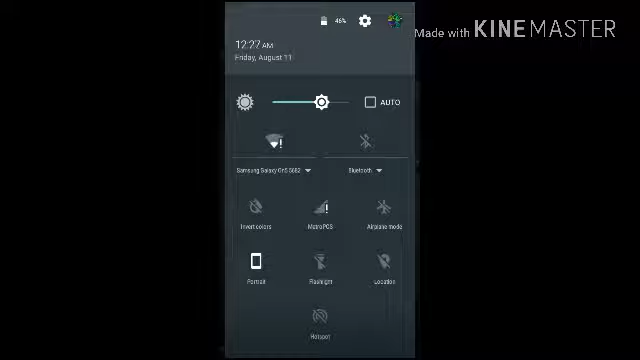 46%
Made with KINEMASTER
12:27 AM
Friday, August 11
AUTO
Samsung Galaxy On5 5682
Bluetooth
Invert colors
MetroPCS
Airplane mode
Portrait
Flashlight
Location
Hotspot